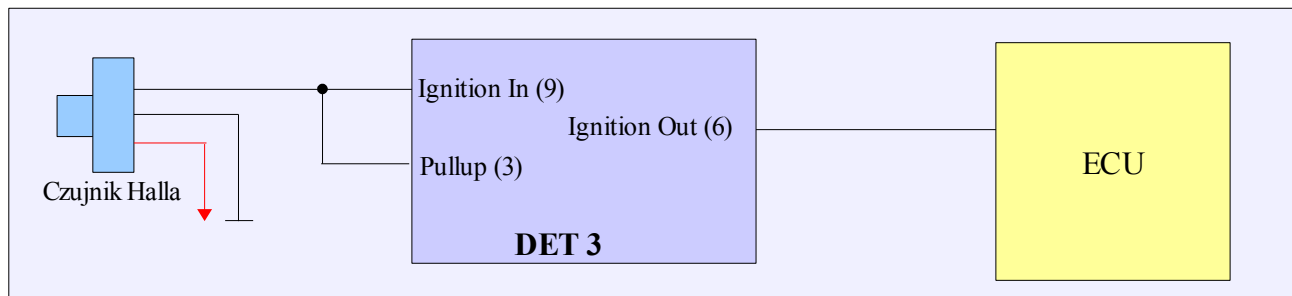 Czujnik Halla
Ignition In (9)
Ignition Out (6)
Pullup (3)
DET 3
ECU